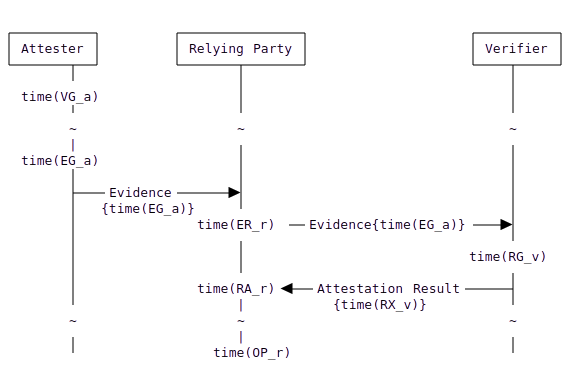 Attester Relying Party Verifier
time(VG_a)
~ ~ ~
time(EG_a)
Evidence
{time(EG_a)}
time(ER_r) Evidence{time(EG_a)}
time(RG_v)
time(RA_r) Attestation Result
{time(RX_v)}
~ ~ ~
time(OP_r)